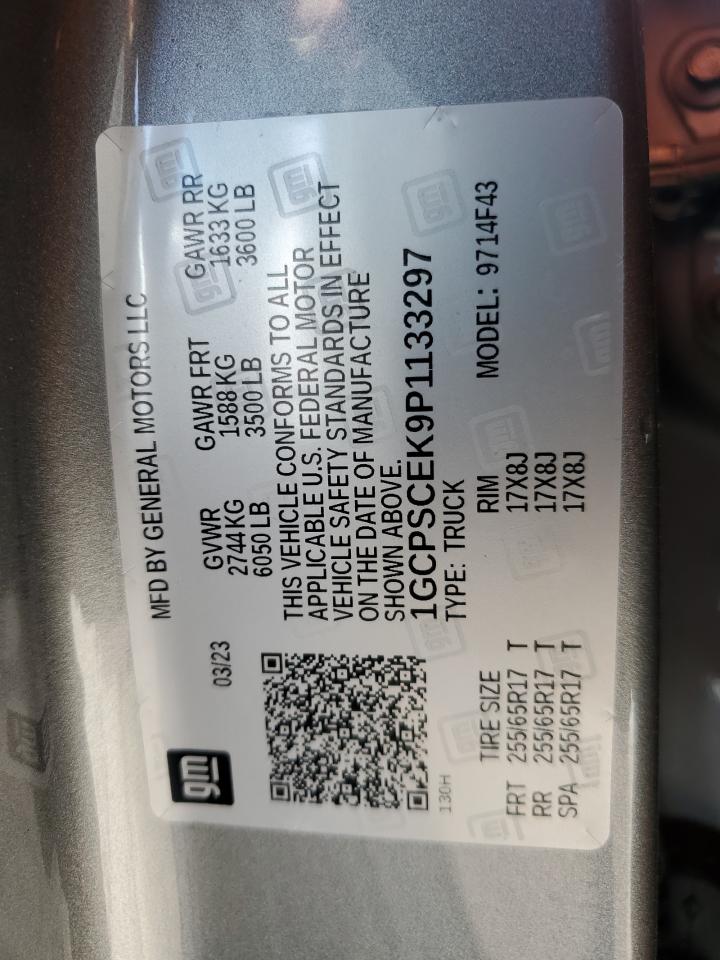 gm
MFD BY GENERAL MOTORS LLC
03/23
GVWR GAWR FRT GAWR RR
2744 KG 1588 KG 1633 KG
6050 LB 3500 LB 3600 LB
THIS VEHICLE CONFORMS TO ALL
APPLICABLE U.S. FEDERAL MOTOR
VEHICLE SAFETY STANDARDS IN EFFECT
ON THE DATE OF MANUFACTURE
SHOWN ABOVE.
1GCPSCEK9P1133297
TYPE: TRUCK
130H
TIRE SIZE RIM MODEL: 9714F43
FRT 255/65R17 T 17X8J
RR 255/65R17 T 17X8J
SPA 255/65R17 T 17X8J